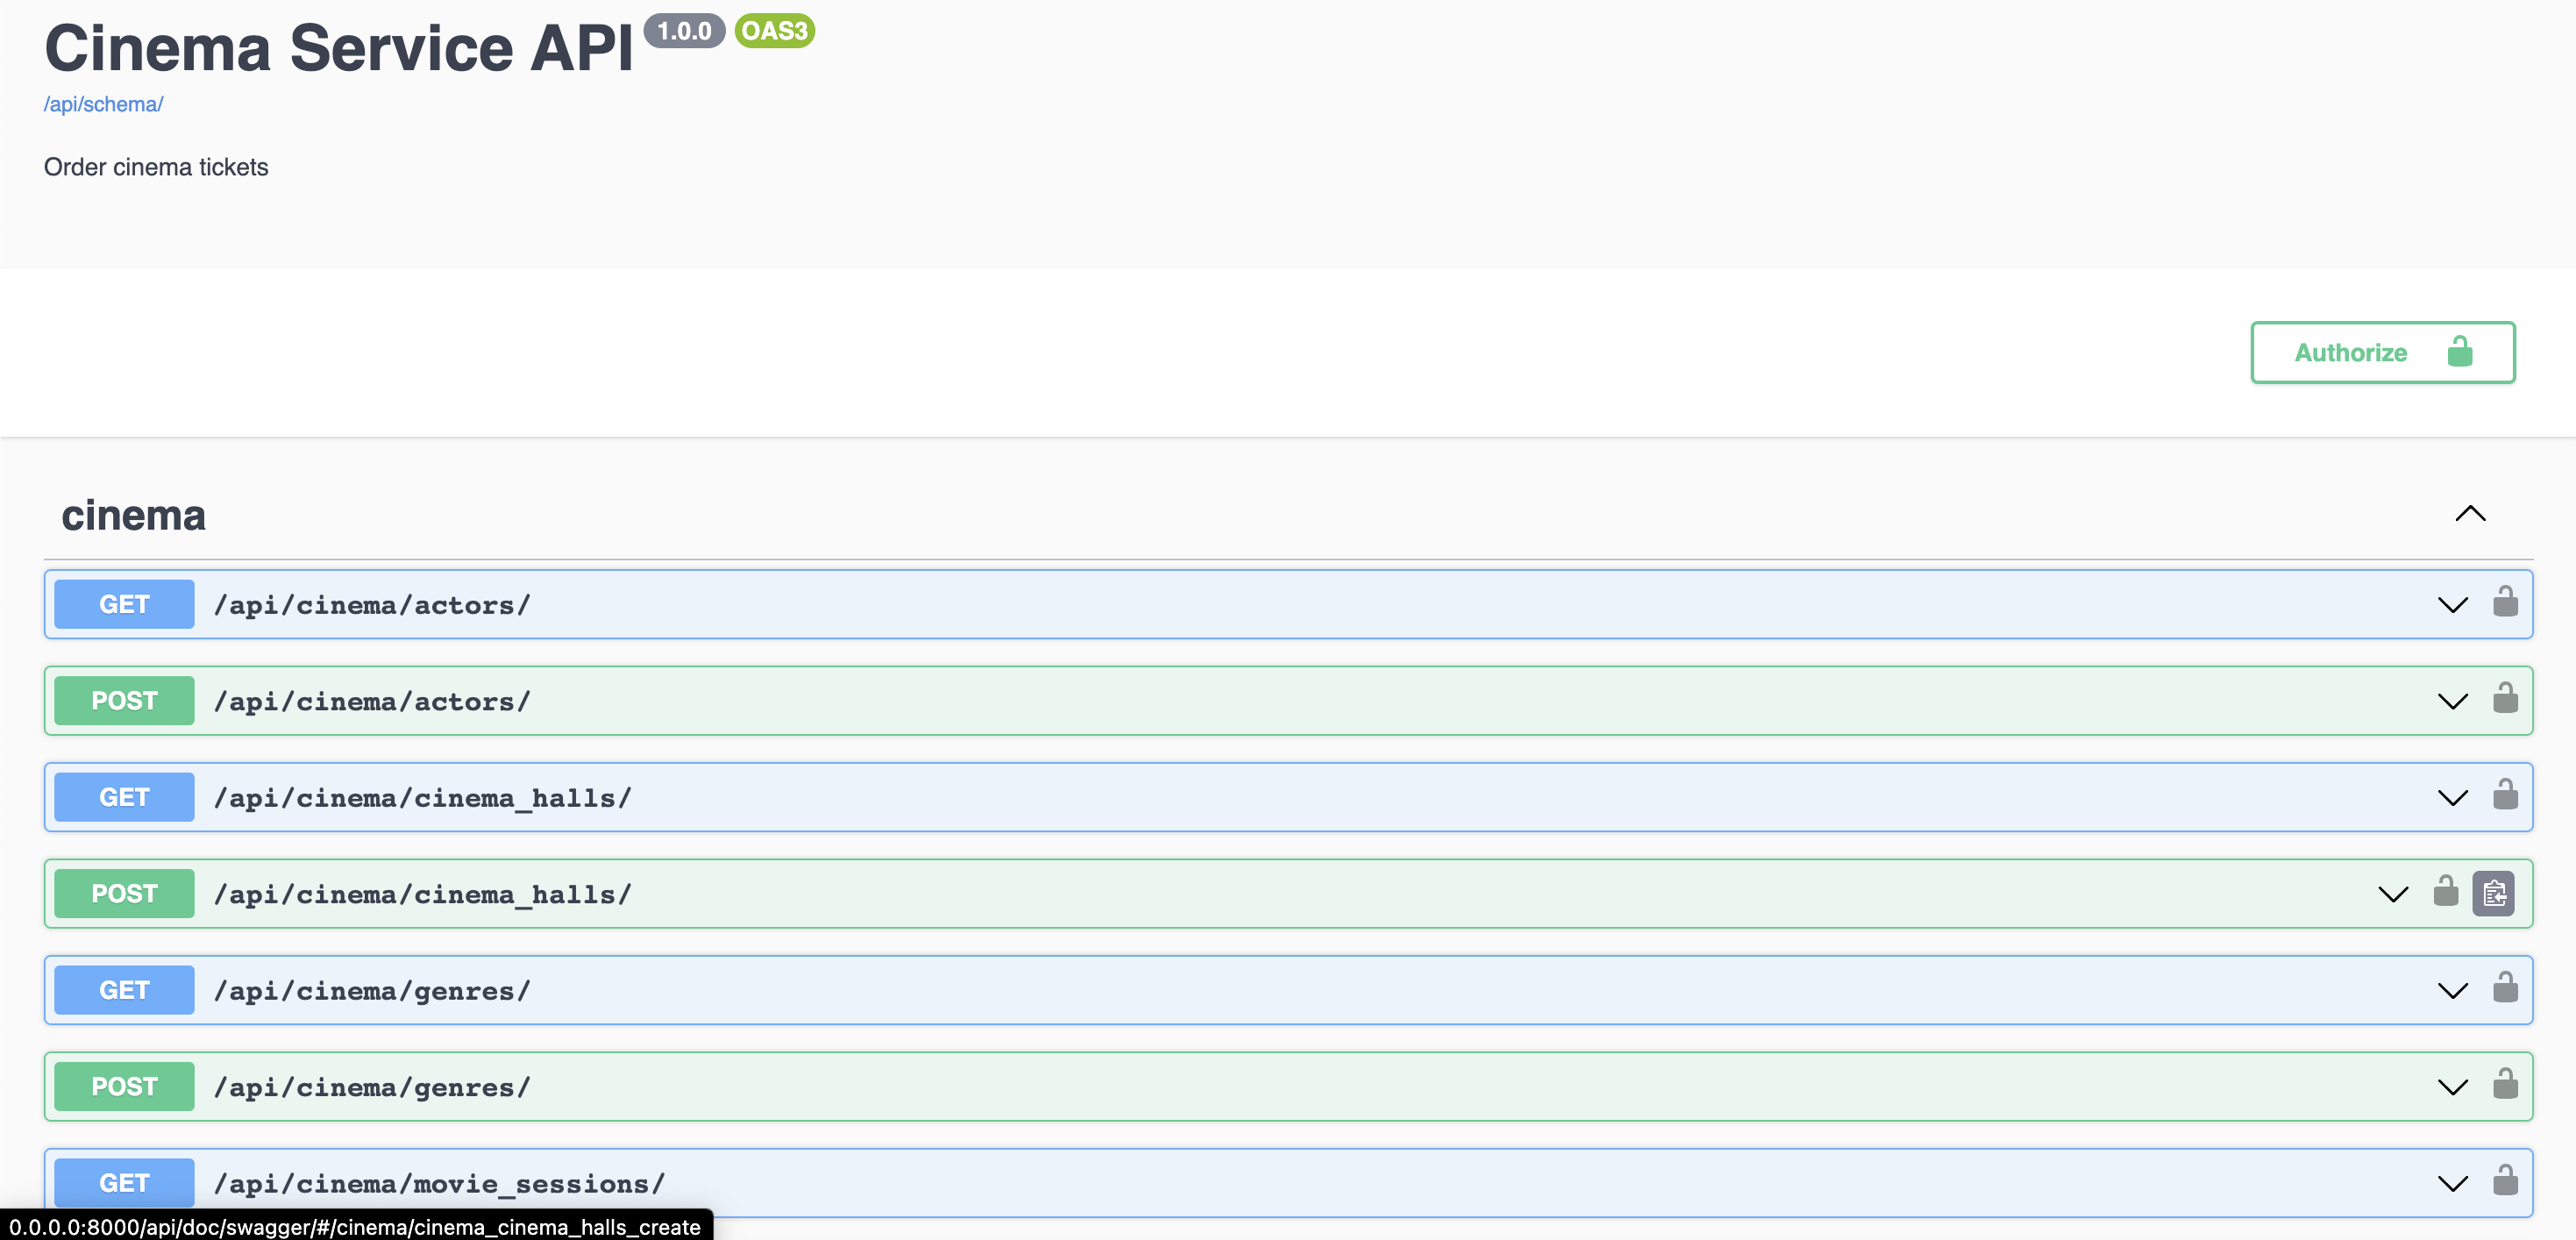 Cinema Service API 1.0.0 OAS3
/api/schema/
Order cinema tickets
Authorize
cinema
GET /api/cinema/actors/
POST /api/cinema/actors/
GET /api/cinema/cinema_halls/
POST /api/cinema/cinema_halls/
GET /api/cinema/genres/
POST /api/cinema/genres/
GET /api/cinema/movie_sessions/
0.0.0.0:8000/api/doc/swagger/#/cinema/cinema_cinema_halls_create